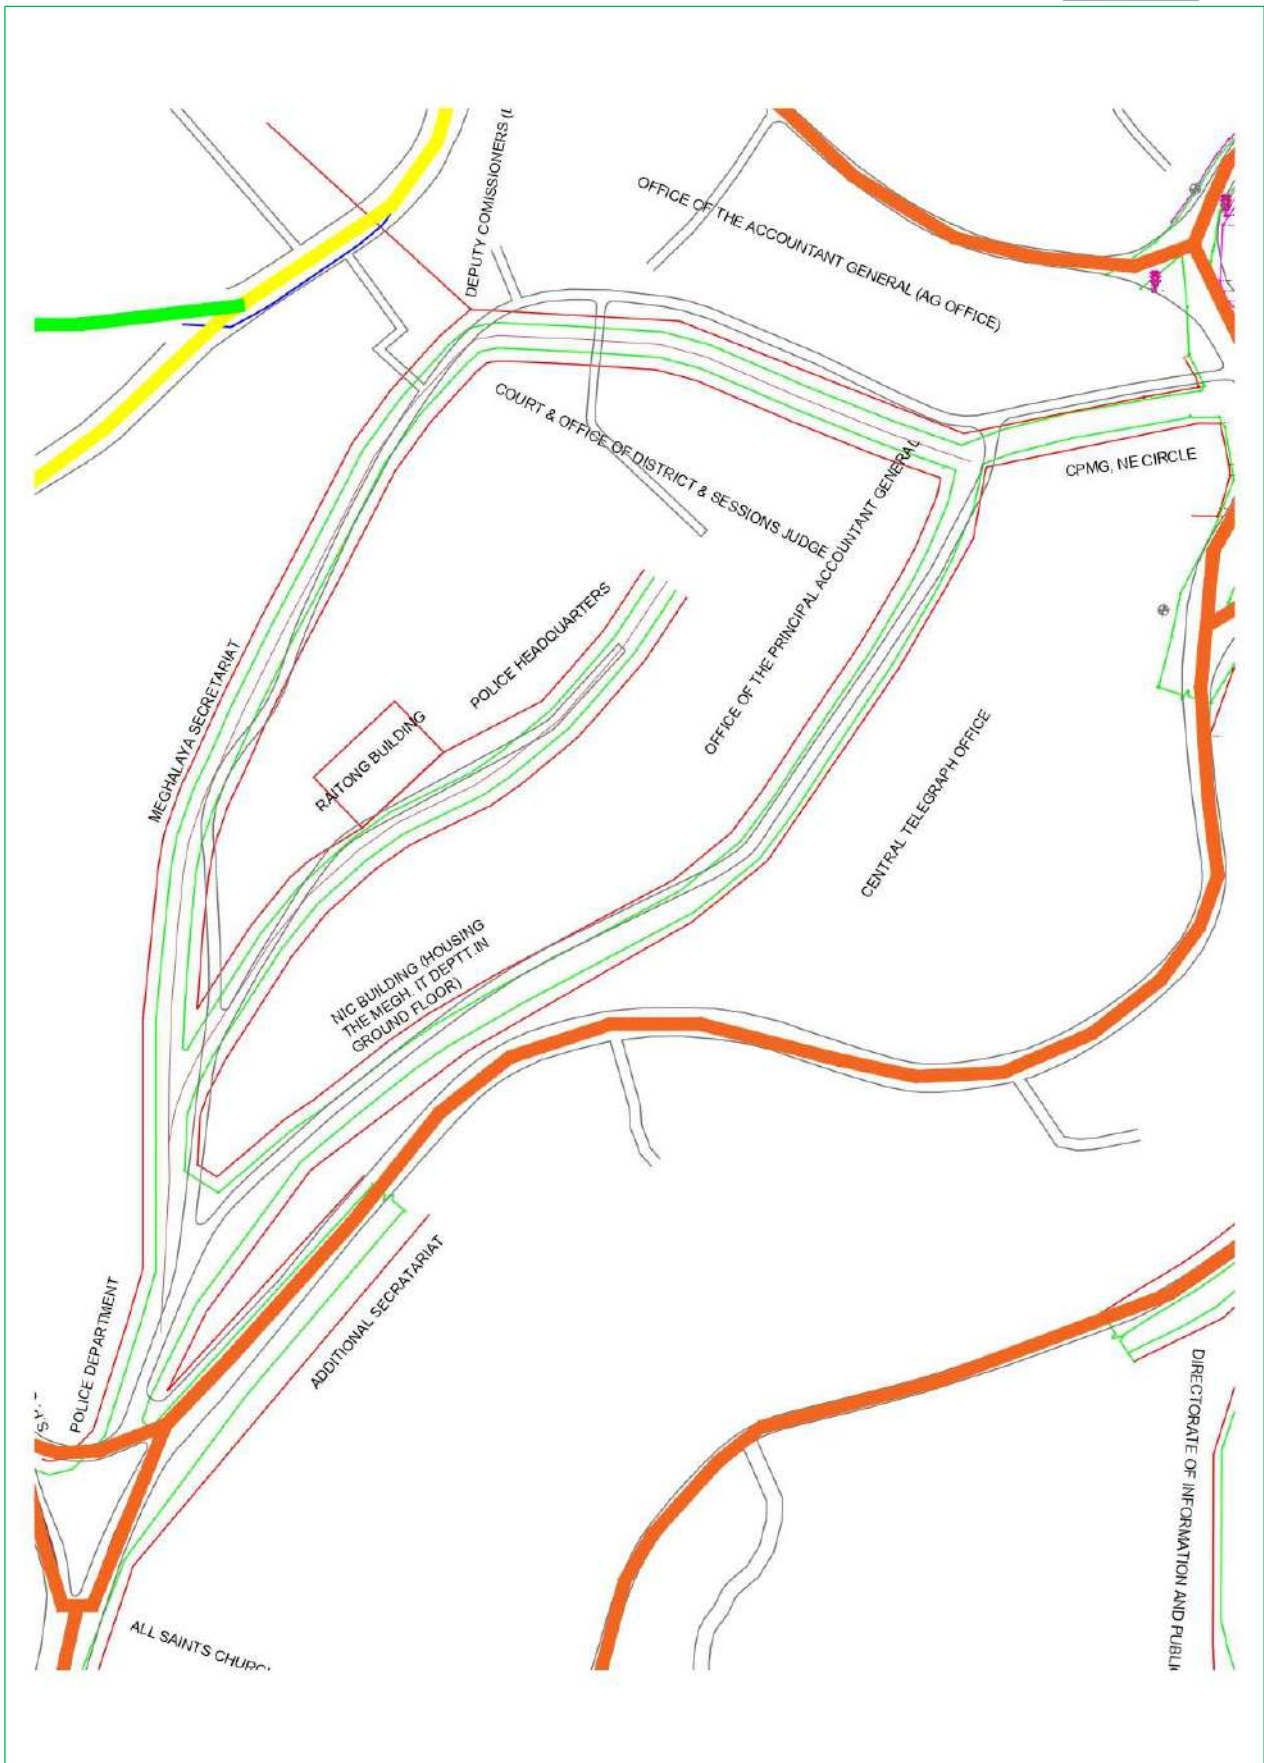 DEPUTY COMISSIONERS (
OFFICE OF THE ACCOUNTANT GENERAL (AG OFFICE)
COURT & OFFICE OF DISTRICT & SESSIONS JUDGE
CPMG, NE CIRCLE
OFFICE OF THE PRINCIPAL ACCOUNTANT GENERAL
POLICE HEADQUARTERS
MEGHALAYA SECRETARIAT
RAITONG BUILDING
CENTRAL TELEGRAPH OFFICE
NIC BUILDING (HOUSING
THE MEGH. IT DEPTT.IN
GROUND FLOOR)
POLICE DEPARTMENT
ADDITIONAL SECRATARIAT
DIRECTORATE OF INFORMATION AND PUBLI
ALL SAINTS CHURC